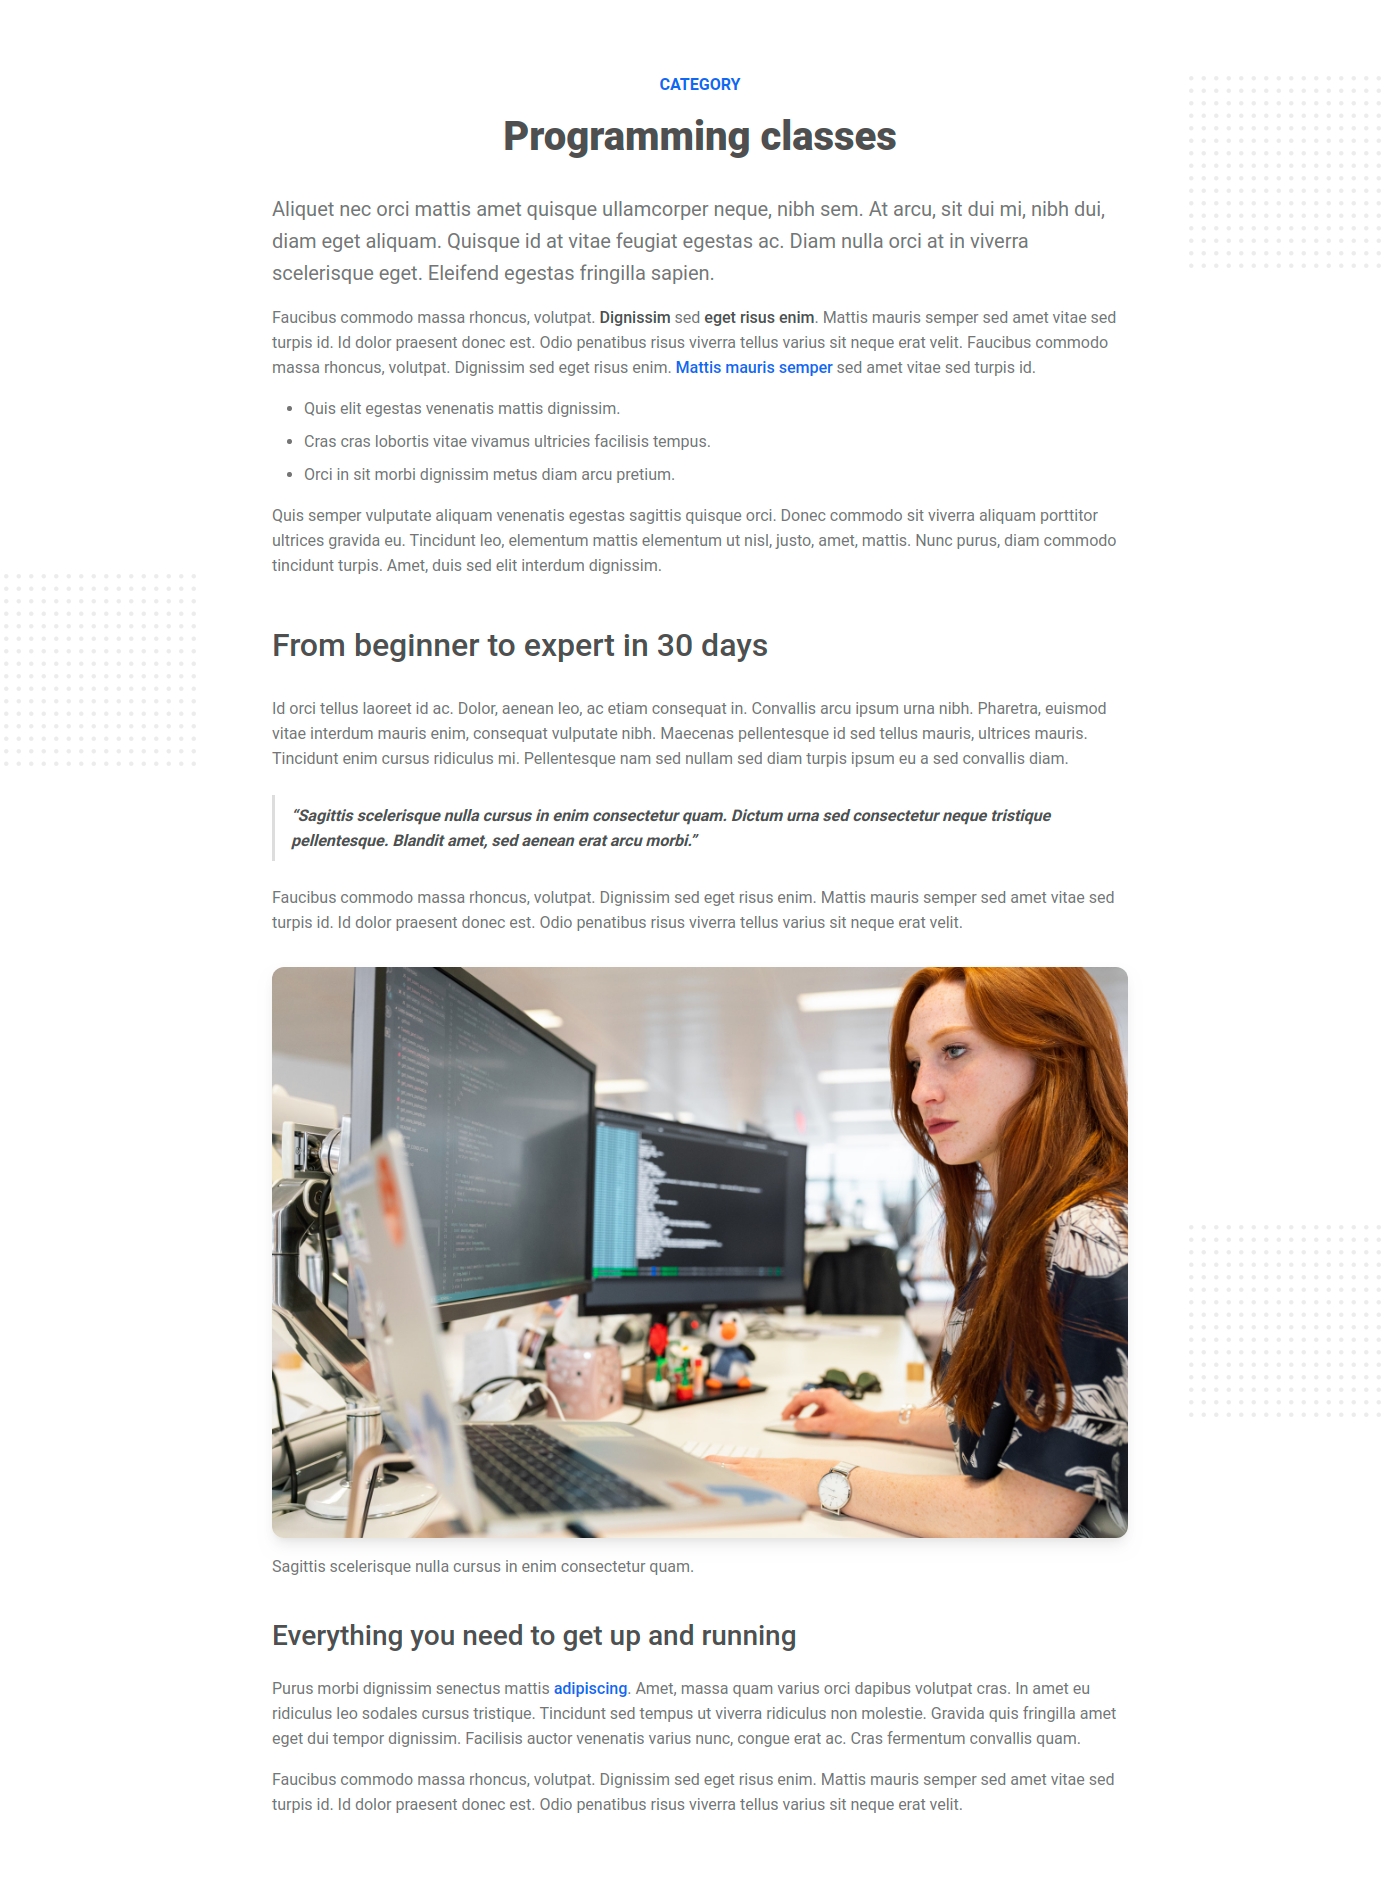 CATEGORY
Programming classes
Aliquet nec orci mattis amet quisque ullamcorper neque, nibh sem. At arcu, sit dui mi, nibh dui,
diam eget aliquam. Quisque id at vitae feugiat egestas ac. Diam nulla orci at in viverra
scelerisque eget. Eleifend egestas fringilla sapien.
Faucibus commodo massa rhoncus, volutpat. Dignissim sed eget risus enim. Mattis mauris semper sed amet vitae sed
turpis id. Id dolor praesent donec est. Odio penatibus risus viverra tellus varius sit neque erat velit. Faucibus commodo
massa rhoncus, volutpat. Dignissim sed eget risus enim. Mattis mauris semper sed amet vitae sed turpis id.
• Quis elit egestas venenatis mattis dignissim.
• Cras cras lobortis vitae vivamus ultricies facilisis tempus.
• Orci in sit morbi dignissim metus diam arcu pretium.
Quis semper vulputate aliquam venenatis egestas sagittis quisque orci. Donec commodo sit viverra aliquam porttitor
ultrices gravida eu. Tincidunt leo, elementum mattis elementum ut nisl, justo, amet, mattis. Nunc purus, diam commodo
tincidunt turpis. Amet, duis sed elit interdum dignissim.
From beginner to expert in 30 days
Id orci tellus laoreet id ac. Dolor, aenean leo, ac etiam consequat in. Convallis arcu ipsum urna nibh. Pharetra, euismod
vitae interdum mauris enim, consequat vulputate nibh. Maecenas pellentesque id sed tellus mauris, ultrices mauris.
Tincidunt enim cursus ridiculus mi. Pellentesque nam sed nullam sed diam turpis ipsum eu a sed convallis diam.
“Sagittis scelerisque nulla cursus in enim consectetur quam. Dictum urna sed consectetur neque tristique
pellentesque. Blandit amet, sed aenean erat arcu morbi.”
Faucibus commodo massa rhoncus, volutpat. Dignissim sed eget risus enim. Mattis mauris semper sed amet vitae sed
turpis id. Id dolor praesent donec est. Odio penatibus risus viverra tellus varius sit neque erat velit.
Sagittis scelerisque nulla cursus in enim consectetur quam.
Everything you need to get up and running
Purus morbi dignissim senectus mattis adipiscing. Amet, massa quam varius orci dapibus volutpat cras. In amet eu
ridiculus leo sodales cursus tristique. Tincidunt sed tempus ut viverra ridiculus non molestie. Gravida quis fringilla amet
eget dui tempor dignissim. Facilisis auctor venenatis varius nunc, congue erat ac. Cras fermentum convallis quam.
Faucibus commodo massa rhoncus, volutpat. Dignissim sed eget risus enim. Mattis mauris semper sed amet vitae sed
turpis id. Id dolor praesent donec est. Odio penatibus risus viverra tellus varius sit neque erat velit.